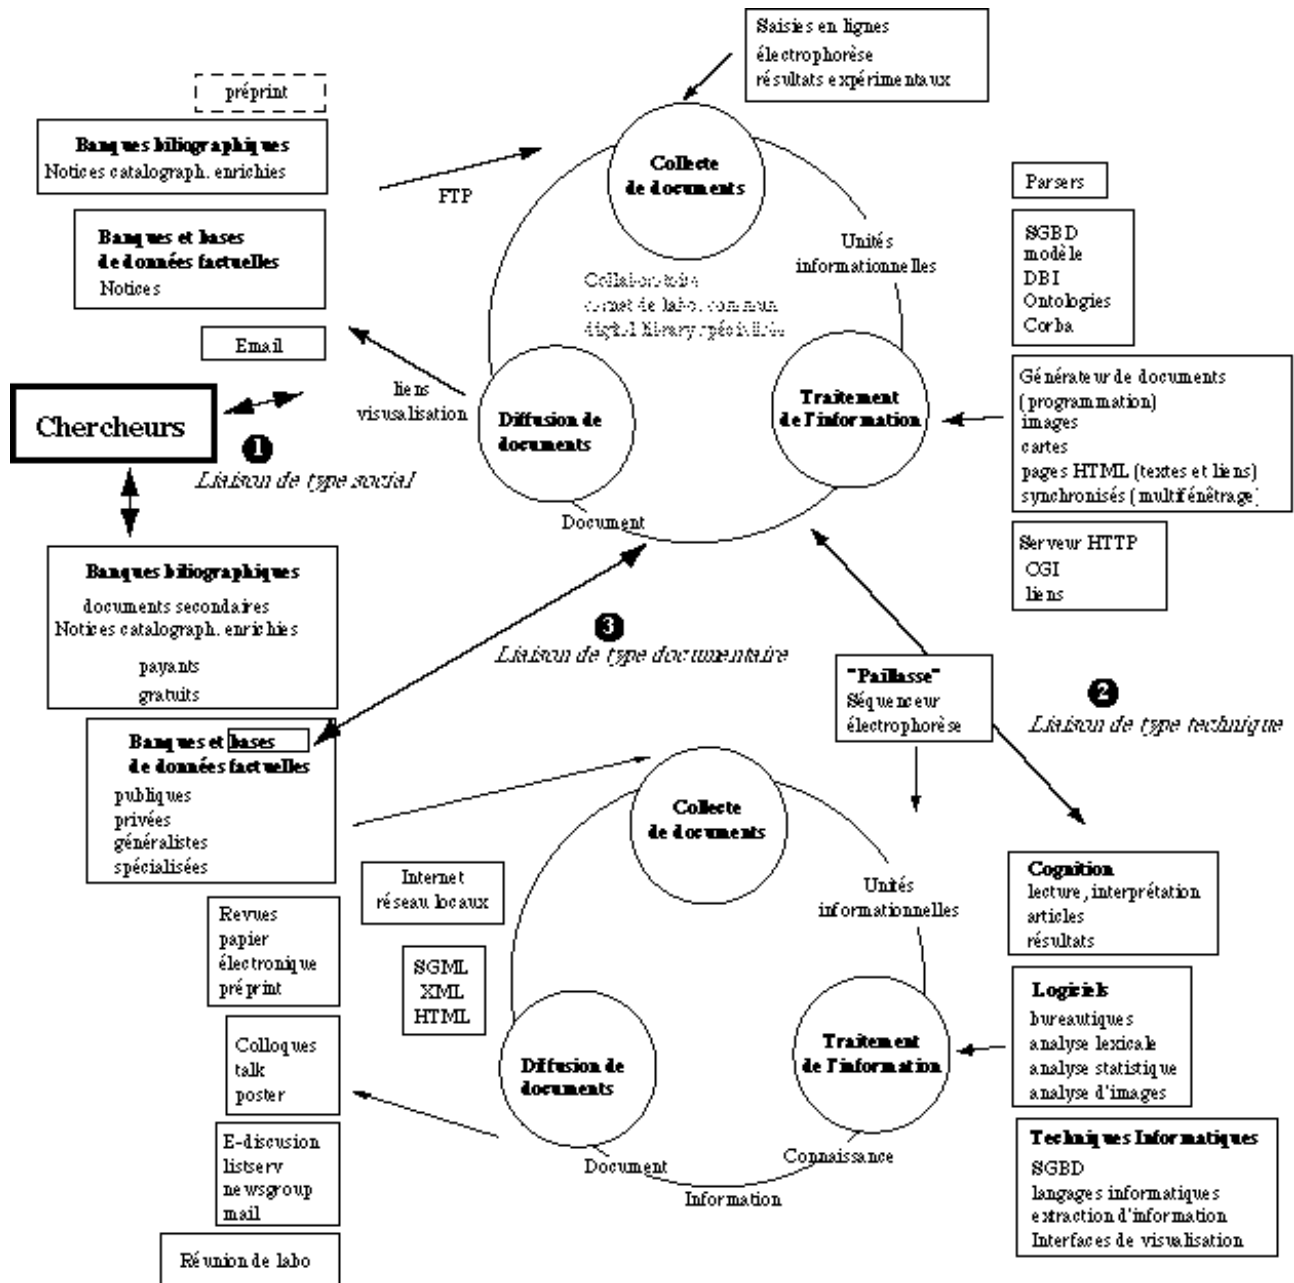 Saisies en lignes
électrophorèse
résultats expérimentaux
préprint
Banques biliographiques
Notices catalograph. enrichies
FTP
Collecte
de documents
Parsers
Banques et bases
de données factuelles
Notices
Unités
informationnelles
SGBD
modèle
DBI
Ontologies
Corba
Collaboratoire
carnet de labo. commun
digital library spécialisée
Email
liens
visualisation
Diffusion de
documents
Traitement
de l'information
Générateur de documents
(programmation)
images
cartes
pages HTML (textes et liens)
synchronisés (multifénêtrage)
Chercheurs
1
Liaison de type social
Document
Serveur HTTP
CGI
liens
Banques biliographiques
documents secondaires
Notices catalograph. enrichies
payants
gratuits
3
Liaison de type documentaire
"Paillasse"
Séquenceur
électrophorèse
2
Liaison de type technique
Banques et bases
de données factuelles
publiques
privées
généralistes
spécialisées
Collecte
de documents
Internet
réseau locaux
Unités
informationnelles
Cognition
lecture, interprétation
articles
résultats
Revues
papier
électronique
préprint
SGML
XML
HTML
Logiciels
bureautiques
analyse lexicale
analyse statistique
analyse d'images
Colloques
talk
poster
Diffusion de
documents
Traitement
de l'information
E-discusion
listserv
newsgroup
mail
Document
Information
Connaissance
Techniques Informatiques
SGBD
langages informatiques
extraction d'information
Interfaces de visualisation
Réunion de labo